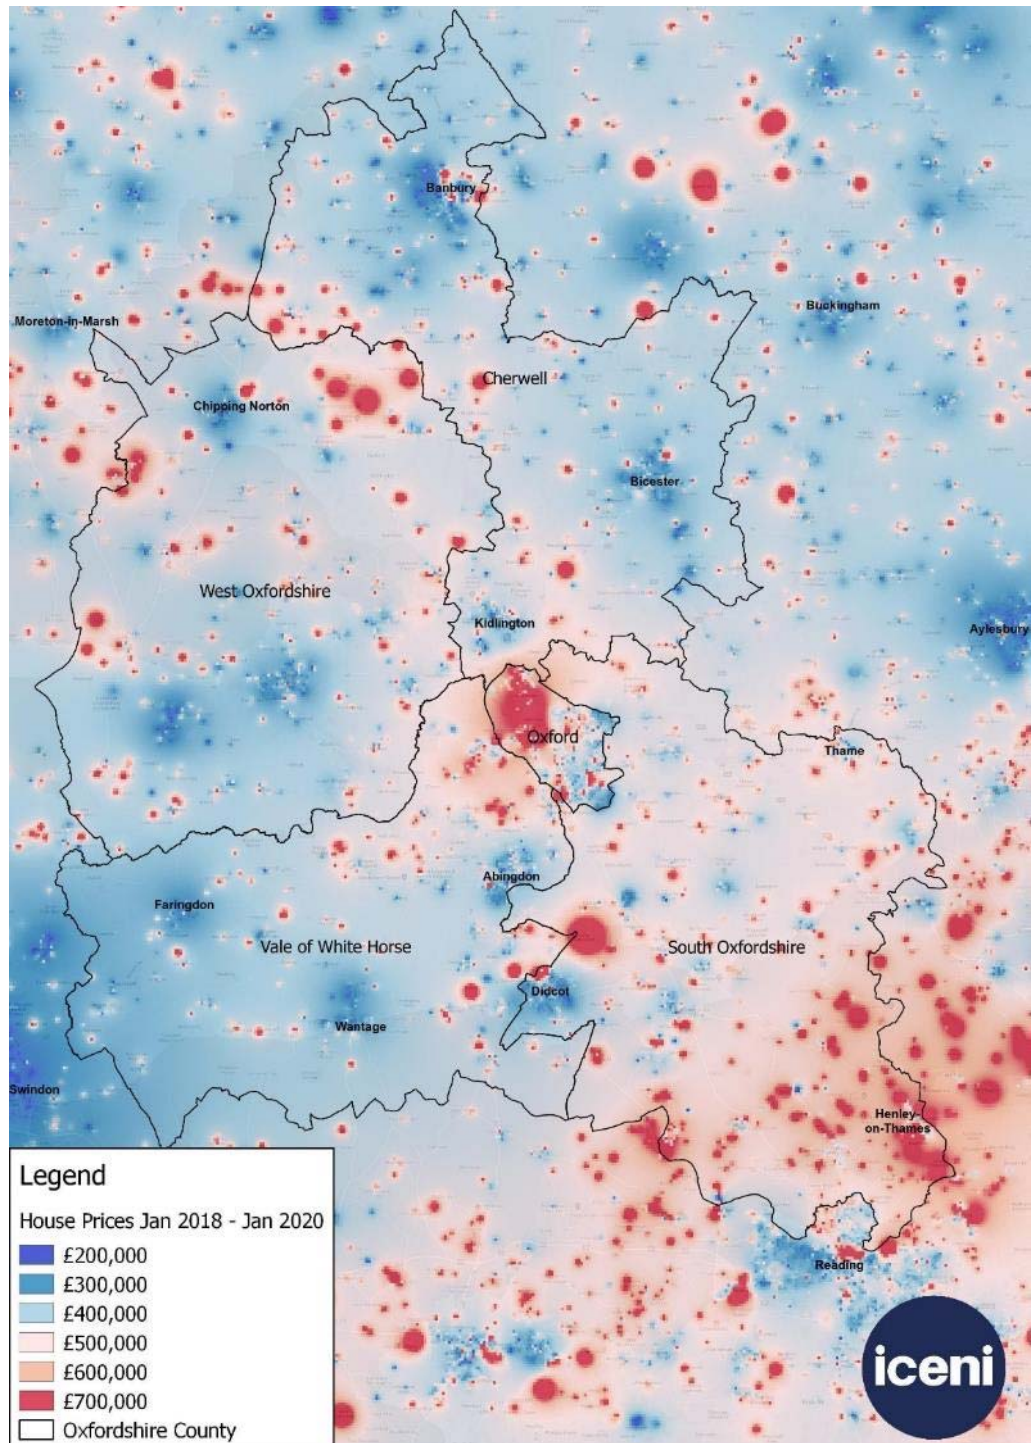 Banbury
Moreton-in-Marsh
Buckingham
Cherwell
Chipping Norton
Bicester
West Oxfordshire
Kidlington
Aylesbury
Oxford
Thame
Abingdon
Faringdon
Vale of White Horse
South Oxfordshire
Didcot
Wantage
Swindon
Henley-
on-Thames
Reading
Legend
House Prices Jan 2018 - Jan 2020
£200,000
£300,000
£400,000
£500,000
£600,000
£700,000
Oxfordshire County
iceni